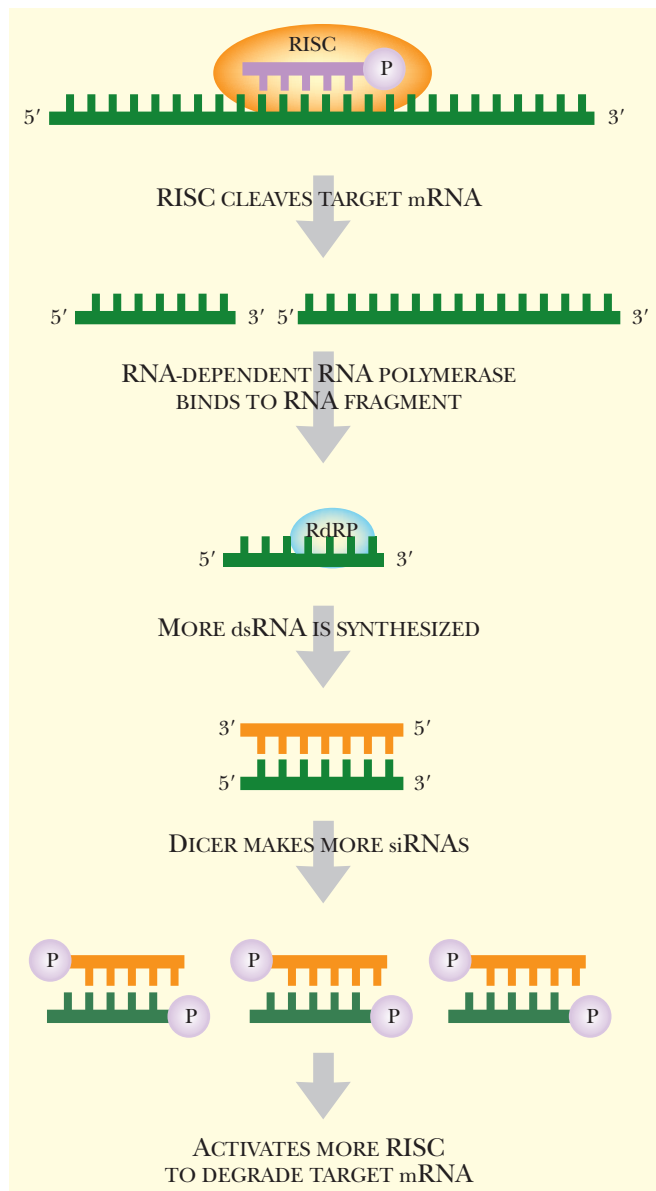 RISC
P
5′ 3′
RISC CLEAVES TARGET mRNA
5′ 3′ 5′ 3′
RNA-DEPENDENT RNA POLYMERASE
BINDS TO RNA FRAGMENT
RdRP
5′ 3′
MORE dsRNA IS SYNTHESIZED
3′ 5′
5′ 3′
DICER MAKES MORE siRNAS
P P P
P P P
ACTIVATES MORE RISC
TO DEGRADE TARGET mRNA